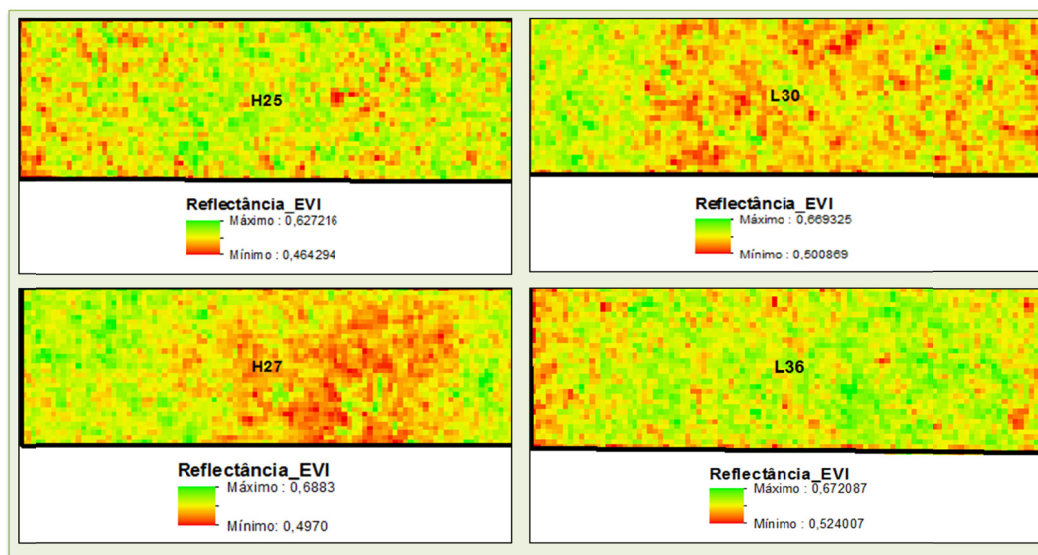 H25
Reflectância_EVI
Máximo : 0,627216
Mínimo : 0,464294
L30
Reflectância_EVI
Máximo : 0,669325
Mínimo : 0,500869
H27
Reflectância_EVI
Máximo : 0,6883
Mínimo: 0,4970
L36
Reflectância_EVI
Máximo : 0,672087
Mínimo : 0,524007